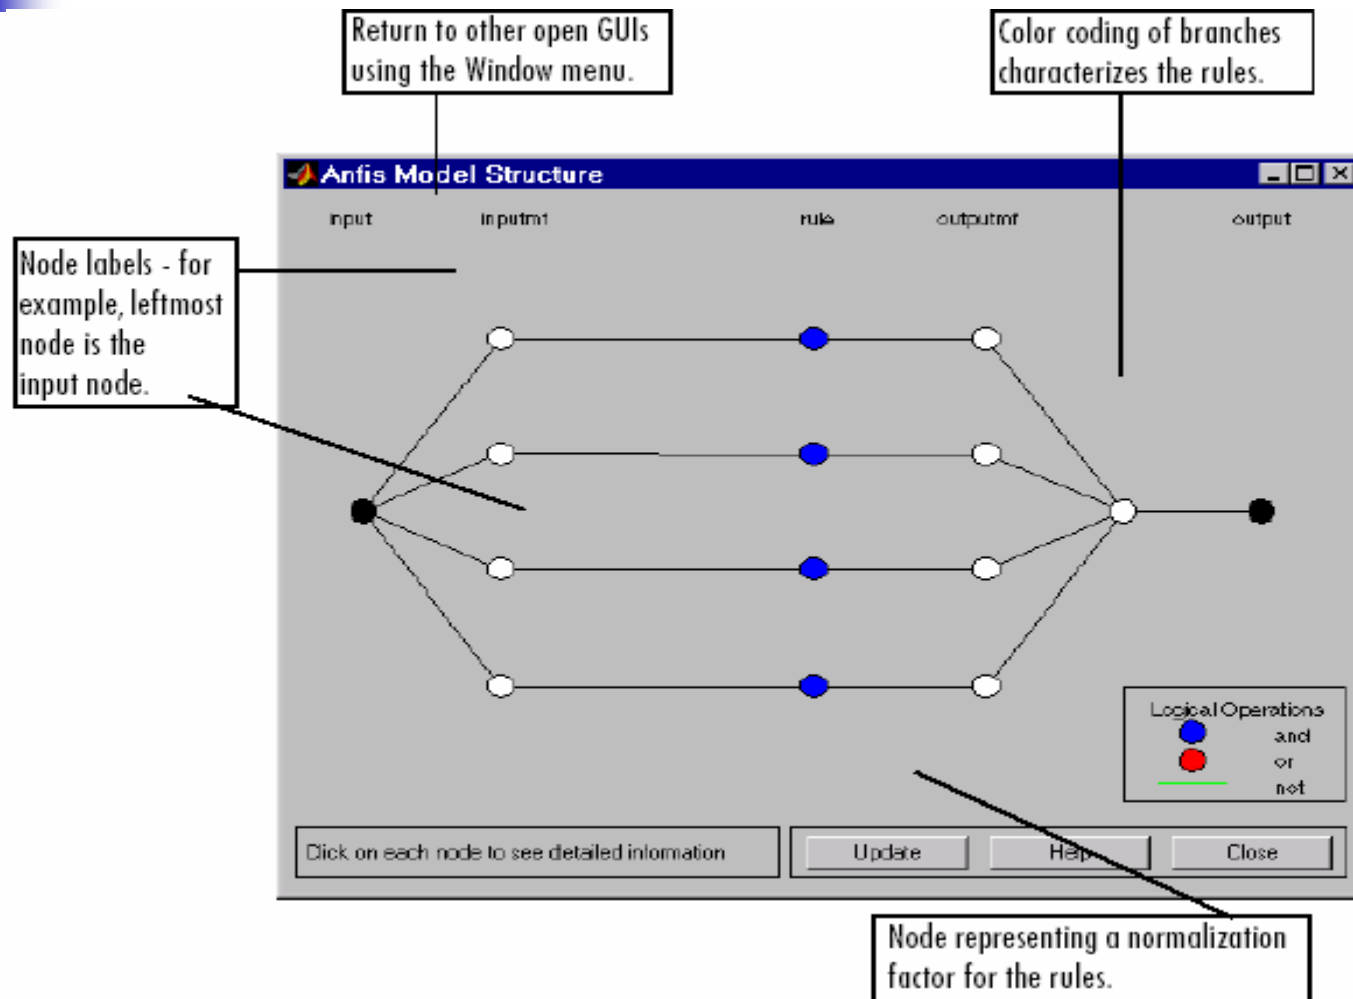 Return to other open GUIs
using the Window menu.
Color coding of branches
characterizes the rules.
Anfis Model Structure
input inputmf rule outputmf output
Node labels - for
example, leftmost
node is the
input node.
Logical Operations
and
or
not
Click on each node to see detailed information
Update Help Close
Node representing a normalization
factor for the rules.